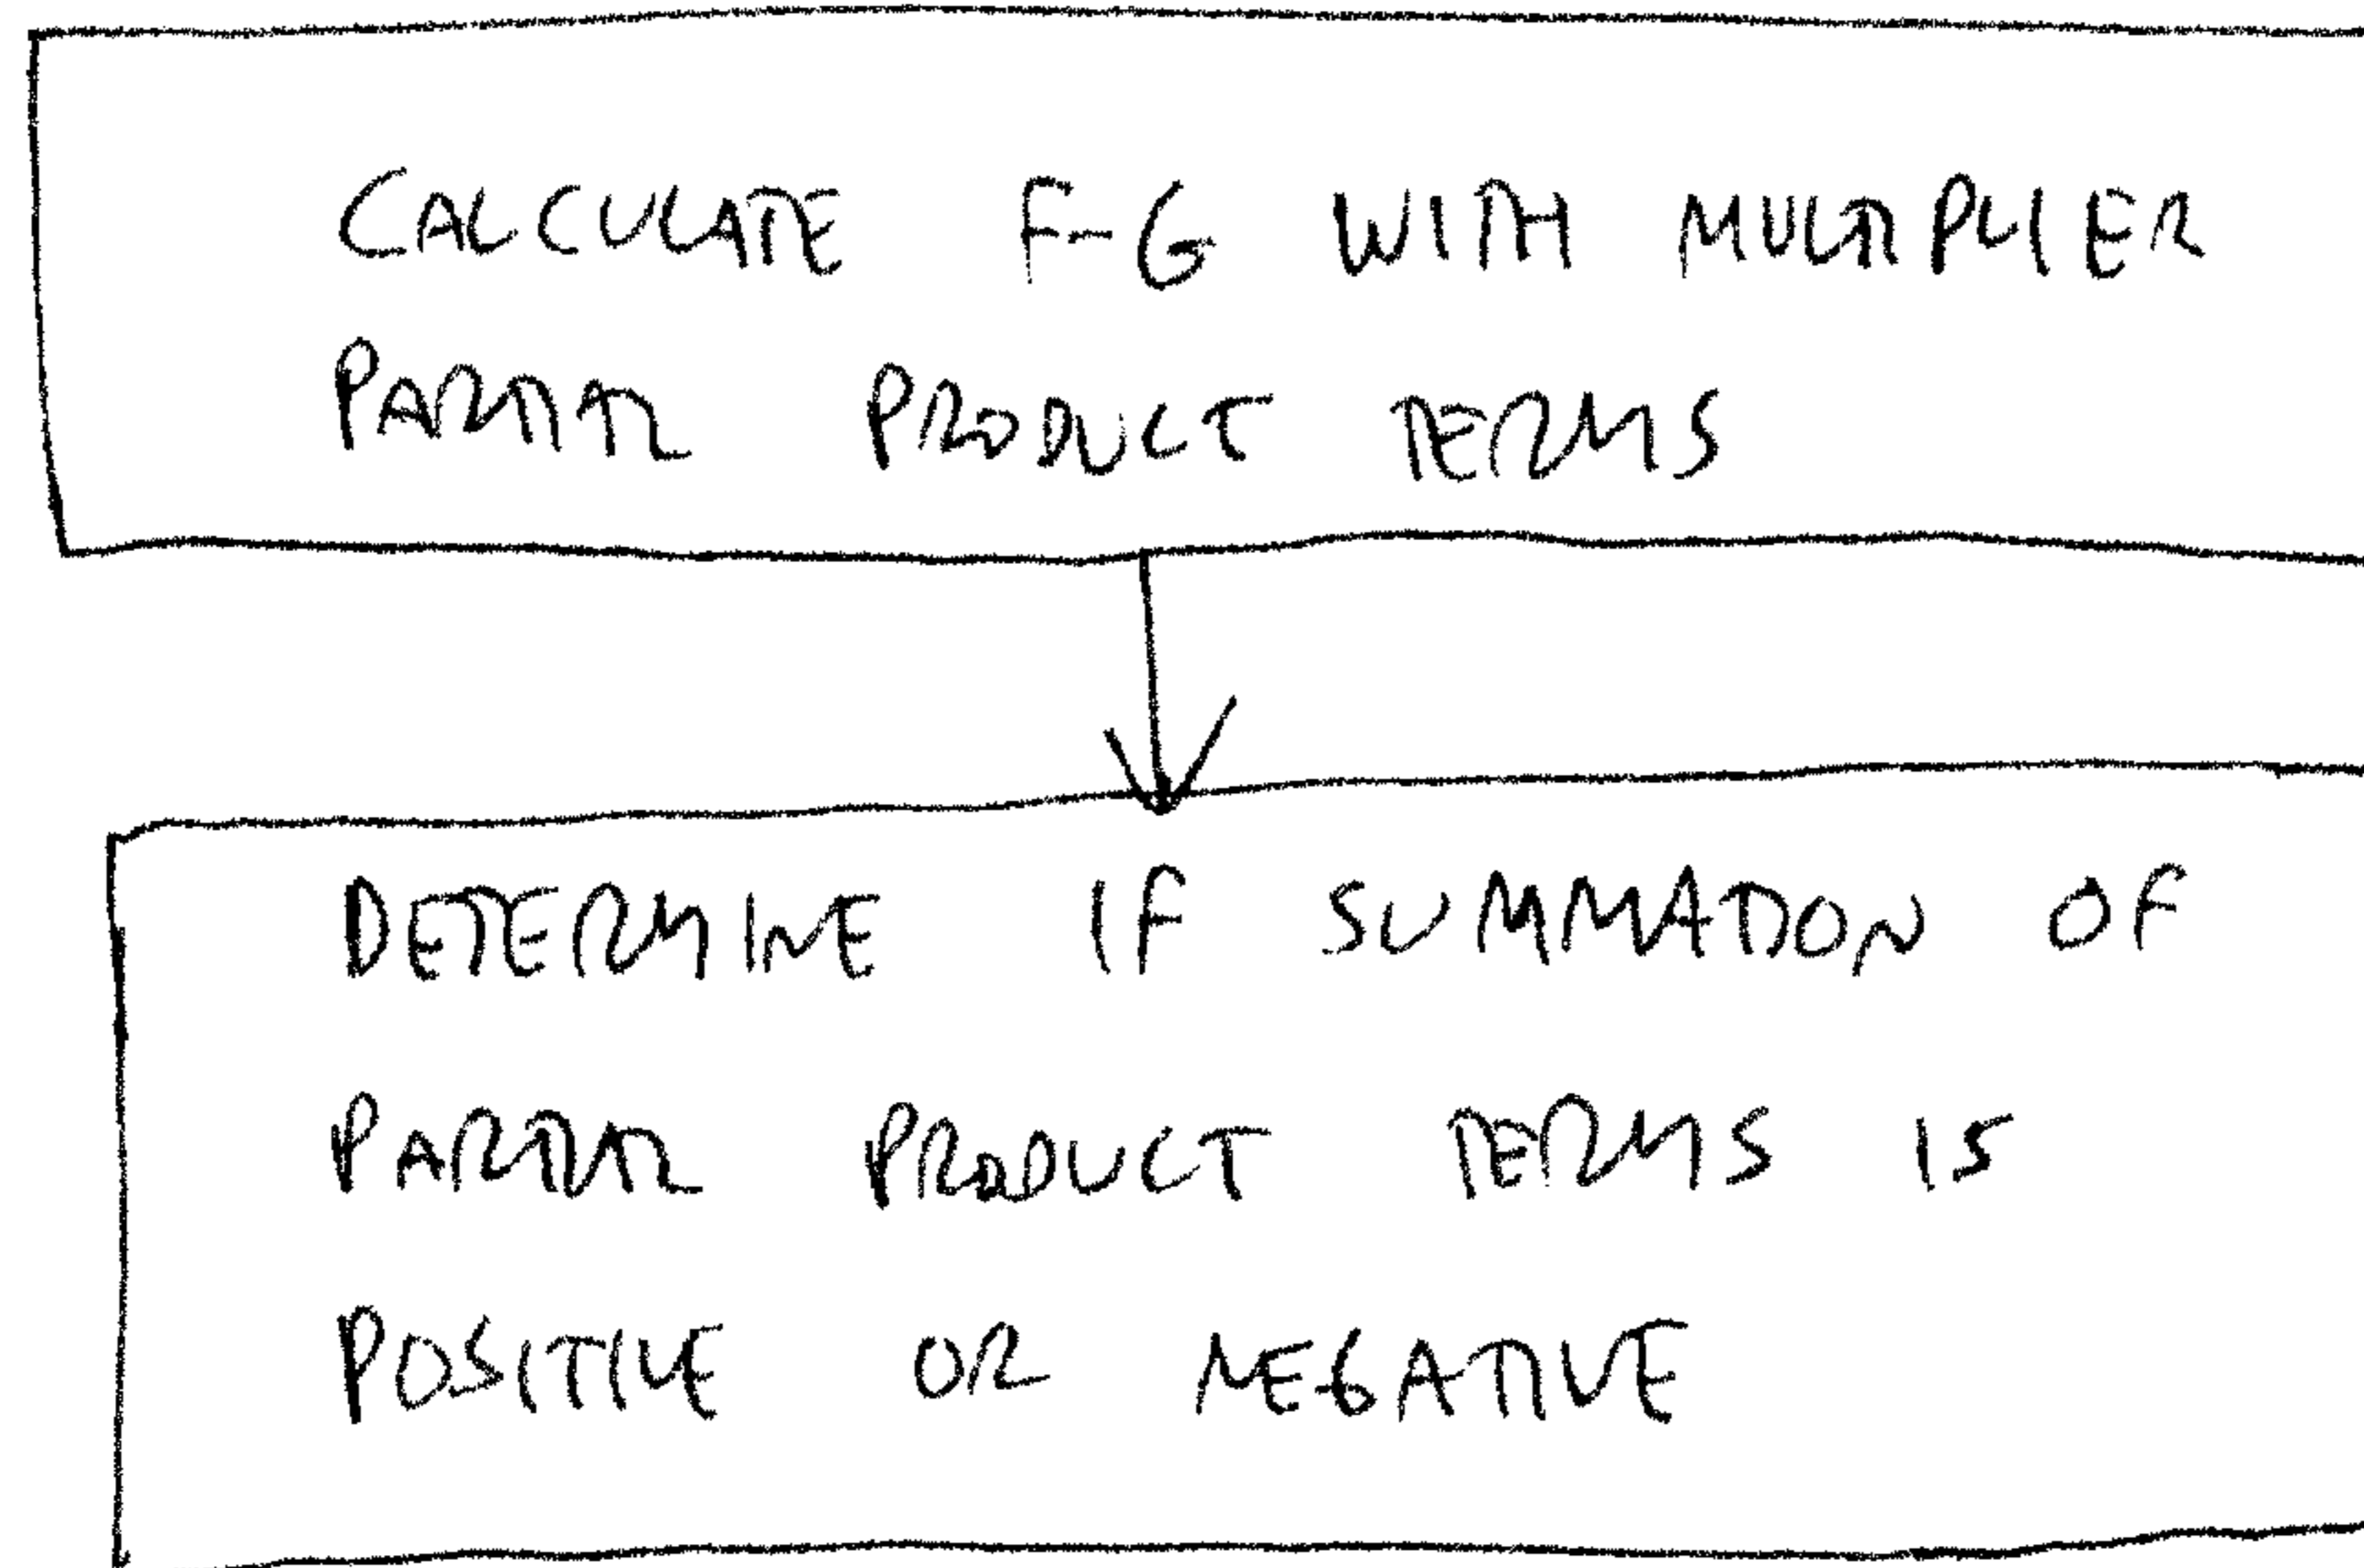 CALCULATE F-G WITH MULTIPLIER
PARTIAL PRODUCT TERMS
DETERMINE IF SUMMATION OF
PARTIAL PRODUCT TERMS IS
POSITIVE OR NEGATIVE